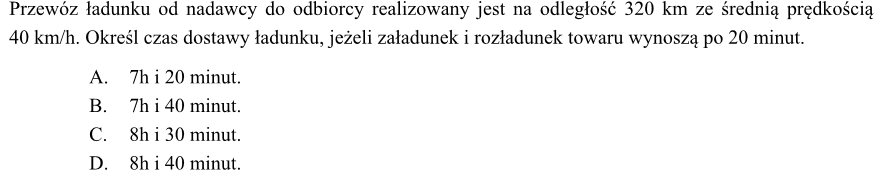 Przewóz ładunku od nadawcy do odbiorcy realizowany jest na odległość 320 km ze średnią prędkością
40 km/h. Określ czas dostawy ładunku, jeżeli załadunek i rozładunek towaru wynoszą po 20 minut.
A. 7h i 20 minut.
B. 7h i 40 minut.
C. 8h i 30 minut.
D. 8h i 40 minut.